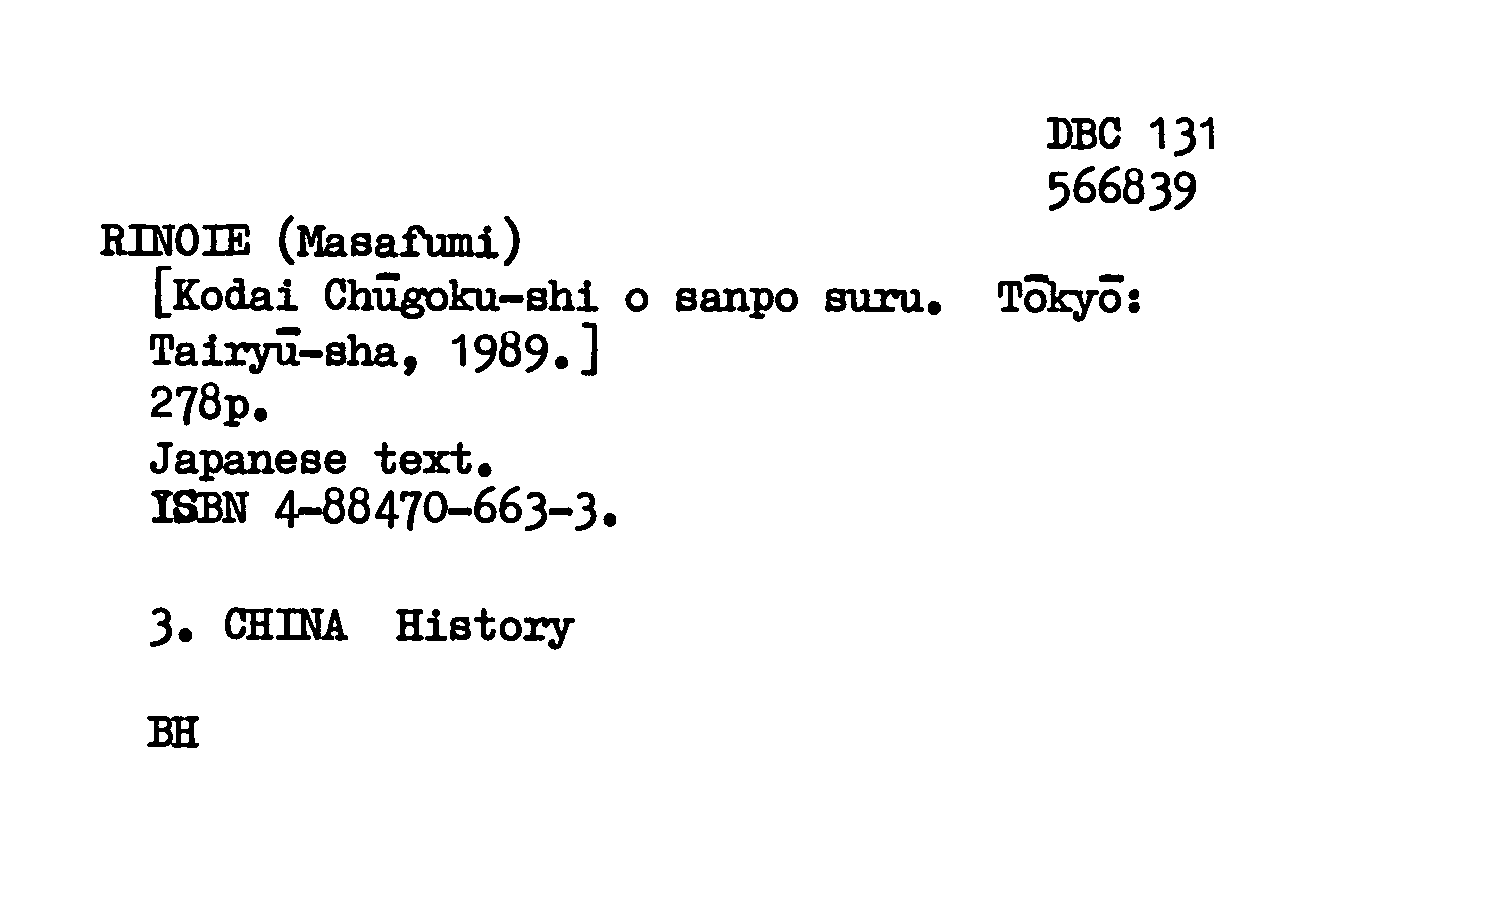 DBC 131
566839
RINOIE (Masafumi)
[Kodai Chūgoku-shi o sanpo suru. Tōkyō:
Tairyū-sha, 1989.]
278p.
Japanese text.
ISBN 4-88470-663-3.
3. CHINA History
BH